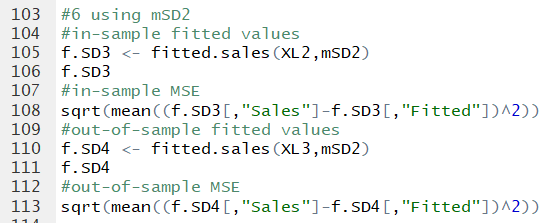 103 #6 using mSD2
104 #in-sample fitted values
105 f.SD3 <- fitted.sales(XL2,mSD2)
106 f.SD3
107 #in-sample MSE
108 sqrt(mean((f.SD3[,"Sales"]-f.SD3[,"Fitted"])^2))
109 #out-of-sample fitted values
110 f.SD4 <- fitted.sales(XL3,mSD2)
111 f.SD4
112 #out-of-sample MSE
113 sqrt(mean((f.SD4[,"Sales"]-f.SD4[,"Fitted"])^2))